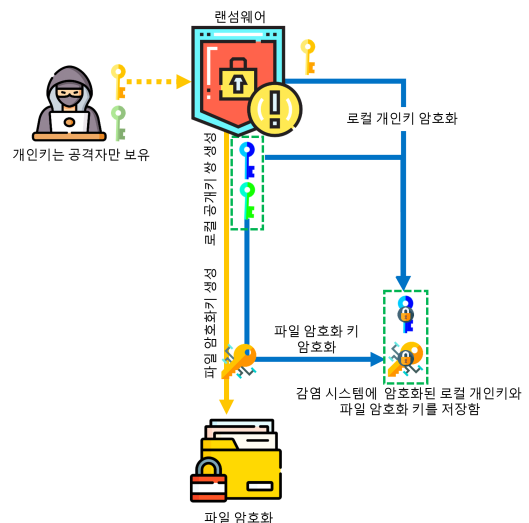 랜섬웨어
로컬 개인키 암호화
개인키는 공격자만 보유
로컬 공개키 쌍 생성
파일 암호화키 생성
파일 암호화 키
암호화
감염 시스템에 암호화된 로컬 개인키와
파일 암호화 키를 저장함
파일 암호화